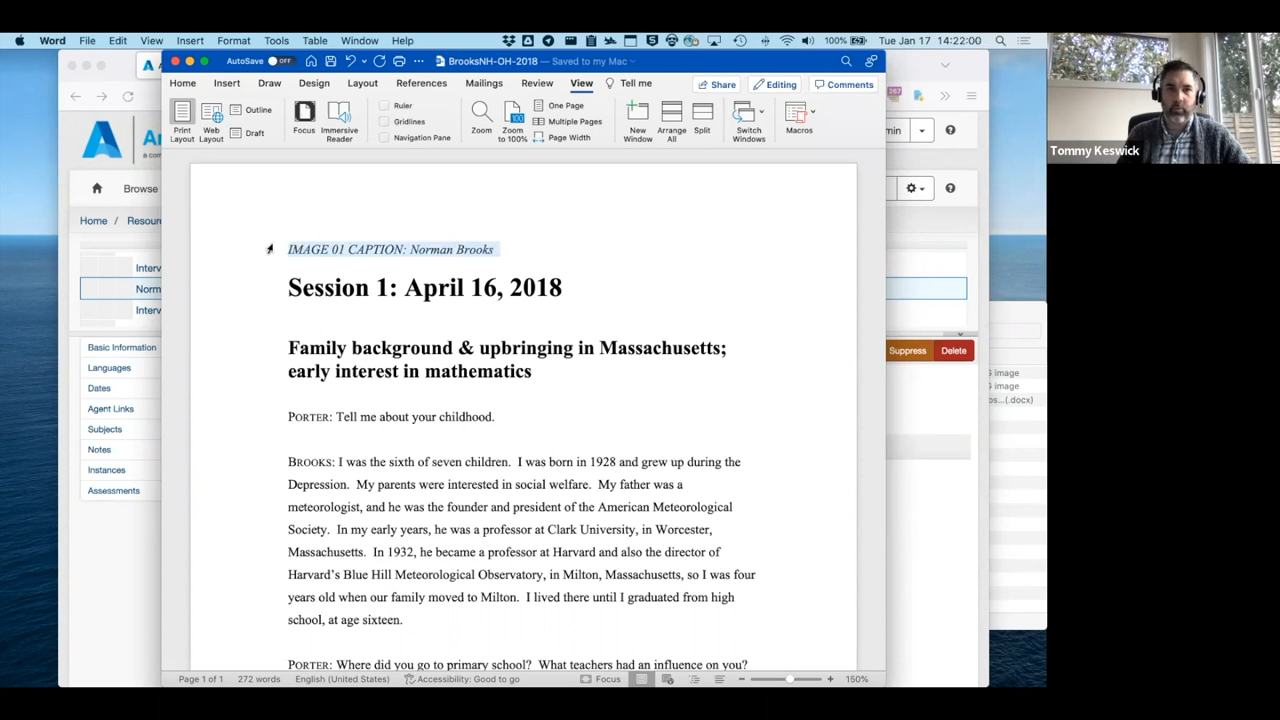 Word File Edit View Insert Format Tools Table Window Help 100% Tue Jan 17 14:22:00
AutoSave OFF BrooksNH-OH-2018 — Saved to my Mac
Home Insert Draw Design Layout References Mailings Review View Tell me Share Editing Comments
Print Layout
Web Layout
Outline
Draft
Focus
Immersive Reader
Ruler
Gridlines
Navigation Pane
Zoom
Zoom to 100%
One Page
Multiple Pages
Page Width
New Window
Arrange All
Split
Switch Windows
Macros
Tommy Keswick
267
A
Ar
a com
min
Browse
Home / Resour
Interv
Norm
Interv
Basic Information
Languages
Dates
Agent Links
Subjects
Notes
Instances
Assessments
Suppress Delete
G image
G image
os...(.docx)
IMAGE 01 CAPTION: Norman Brooks
Session 1: April 16, 2018
Family background & upbringing in Massachusetts;
early interest in mathematics
PORTER: Tell me about your childhood.
BROOKS: I was the sixth of seven children. I was born in 1928 and grew up during the
Depression. My parents were interested in social welfare. My father was a
meteorologist, and he was the founder and president of the American Meteorological
Society. In my early years, he was a professor at Clark University, in Worcester,
Massachusetts. In 1932, he became a professor at Harvard and also the director of
Harvard's Blue Hill Meteorological Observatory, in Milton, Massachusetts, so I was four
years old when our family moved to Milton. I lived there until I graduated from high
school, at age sixteen.
PORTER: Where did you go to primary school? What teachers had an influence on you?
Page 1 of 1 272 words English (United States) Accessibility: Good to go Focus 150%